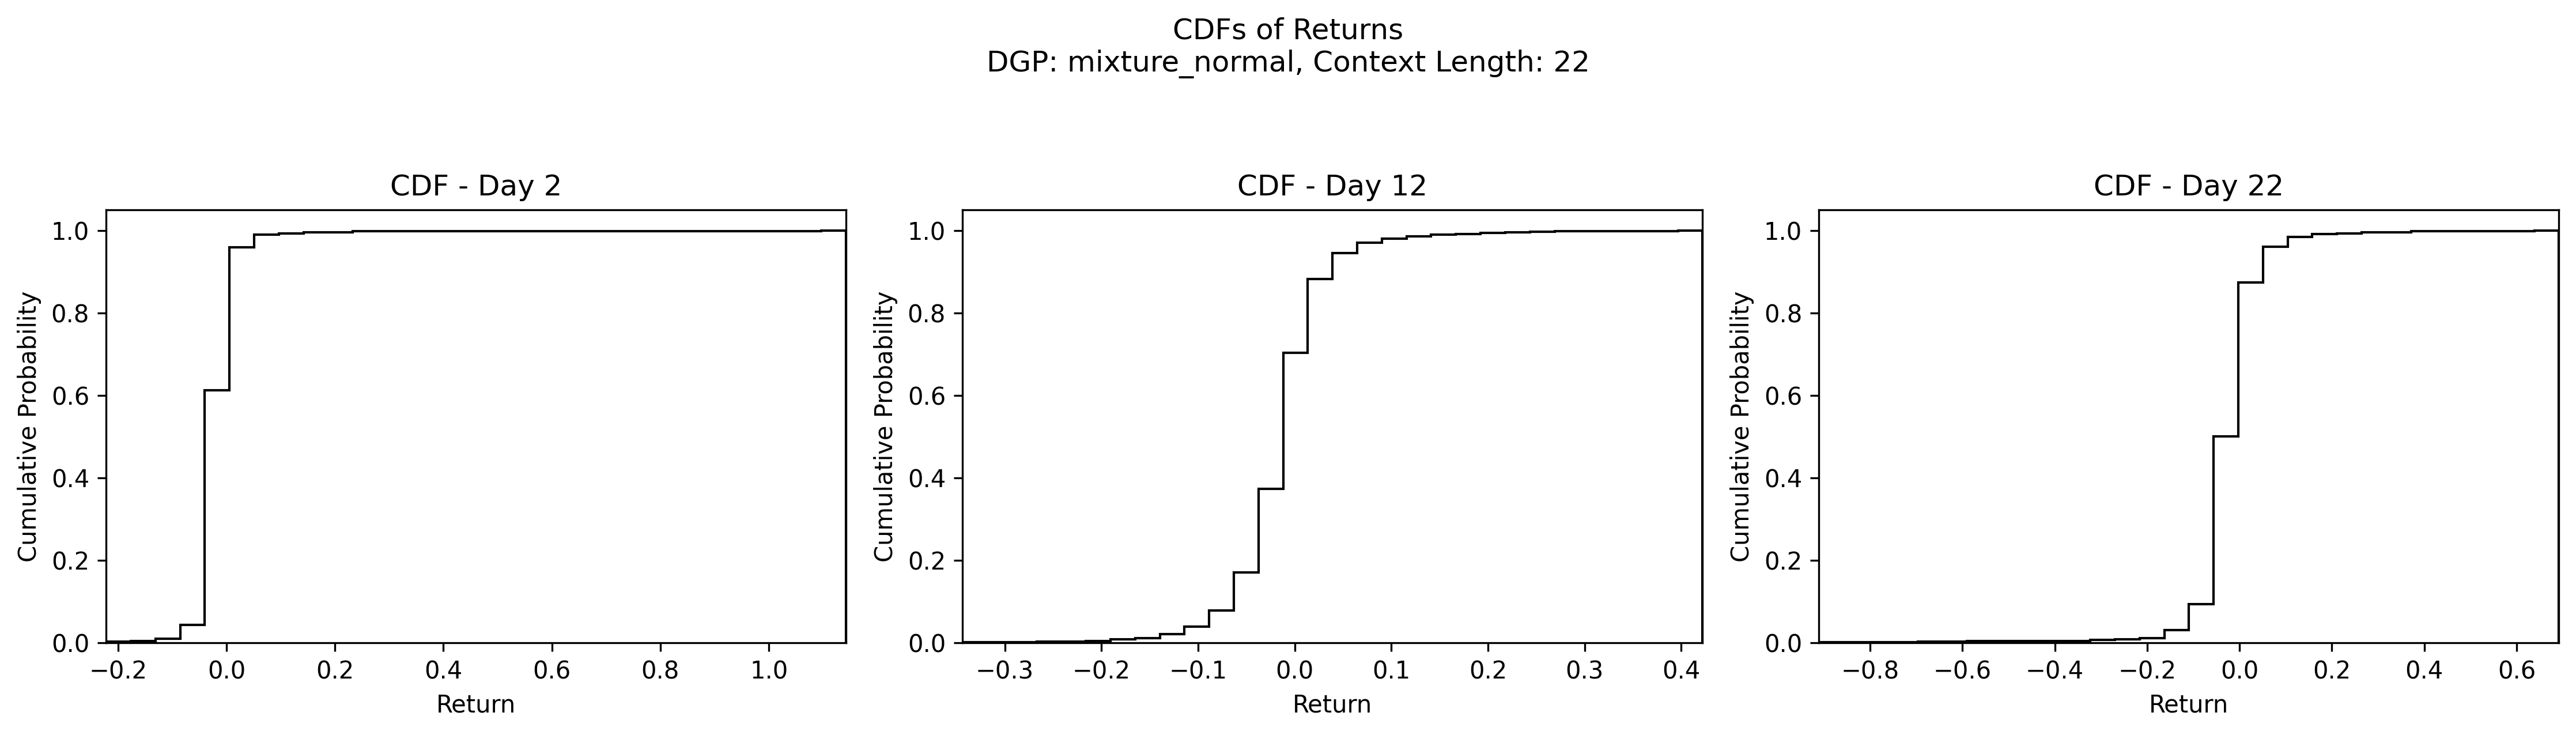 CDFs of Returns
DGP: mixture_normal, Context Length: 22
CDF - Day 2
1.0
0.8
0.6
0.4
0.2
0.0
Cumulative Probability
−0.2 0.0 0.2 0.4 0.6 0.8 1.0
Return
CDF - Day 12
1.0
0.8
0.6
0.4
0.2
0.0
Cumulative Probability
−0.3 −0.2 −0.1 0.0 0.1 0.2 0.3 0.4
Return
CDF - Day 22
1.0
0.8
0.6
0.4
0.2
0.0
Cumulative Probability
−0.8 −0.6 −0.4 −0.2 0.0 0.2 0.4 0.6
Return